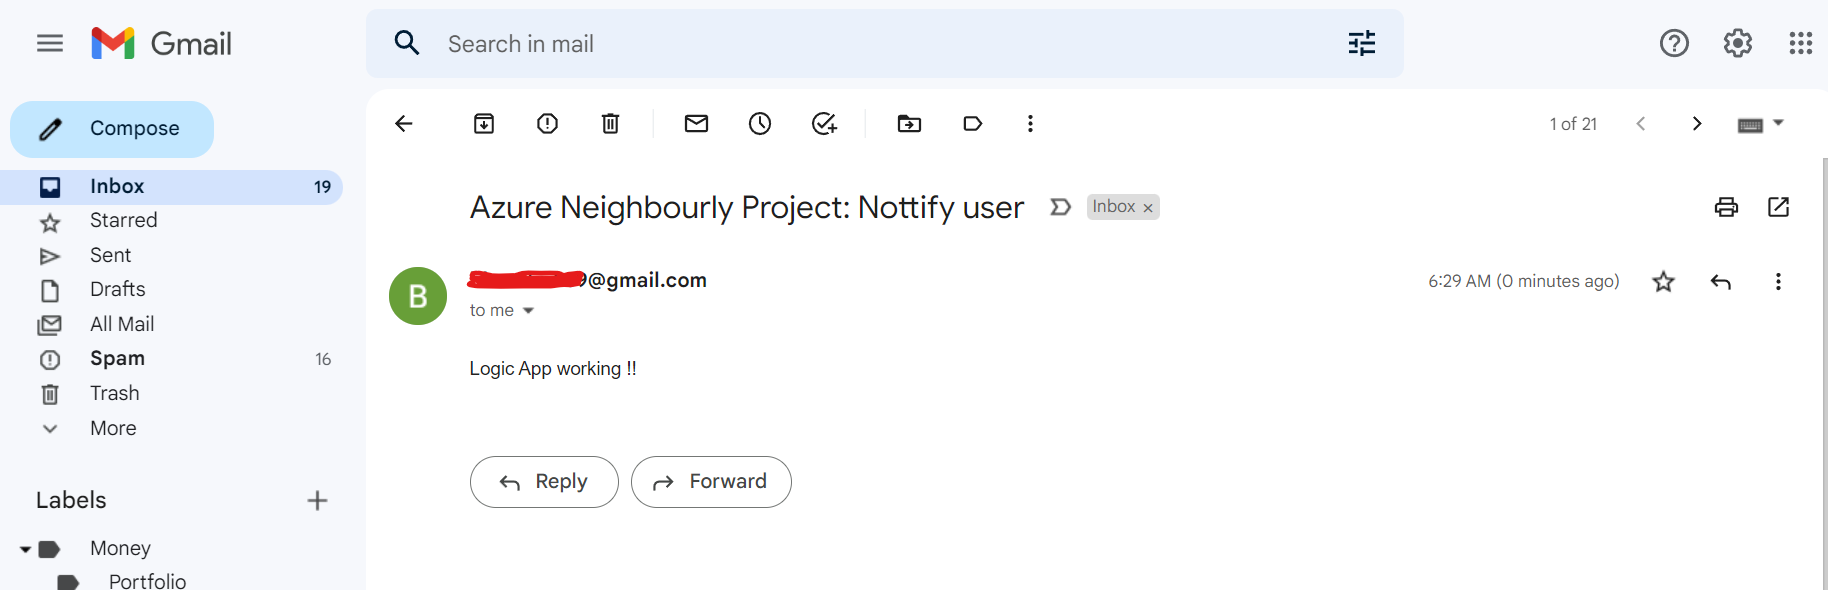 Gmail
Search in mail
Compose
1 of 21
Inbox 19
Starred
Sent
Drafts
All Mail
Spam 16
Trash
More
Labels
Money
Portfolio
Azure Neighbourly Project: Nottify user
Inbox ×
B
9@gmail.com
6:29 AM (0 minutes ago)
to me
Logic App working !!
Reply
Forward